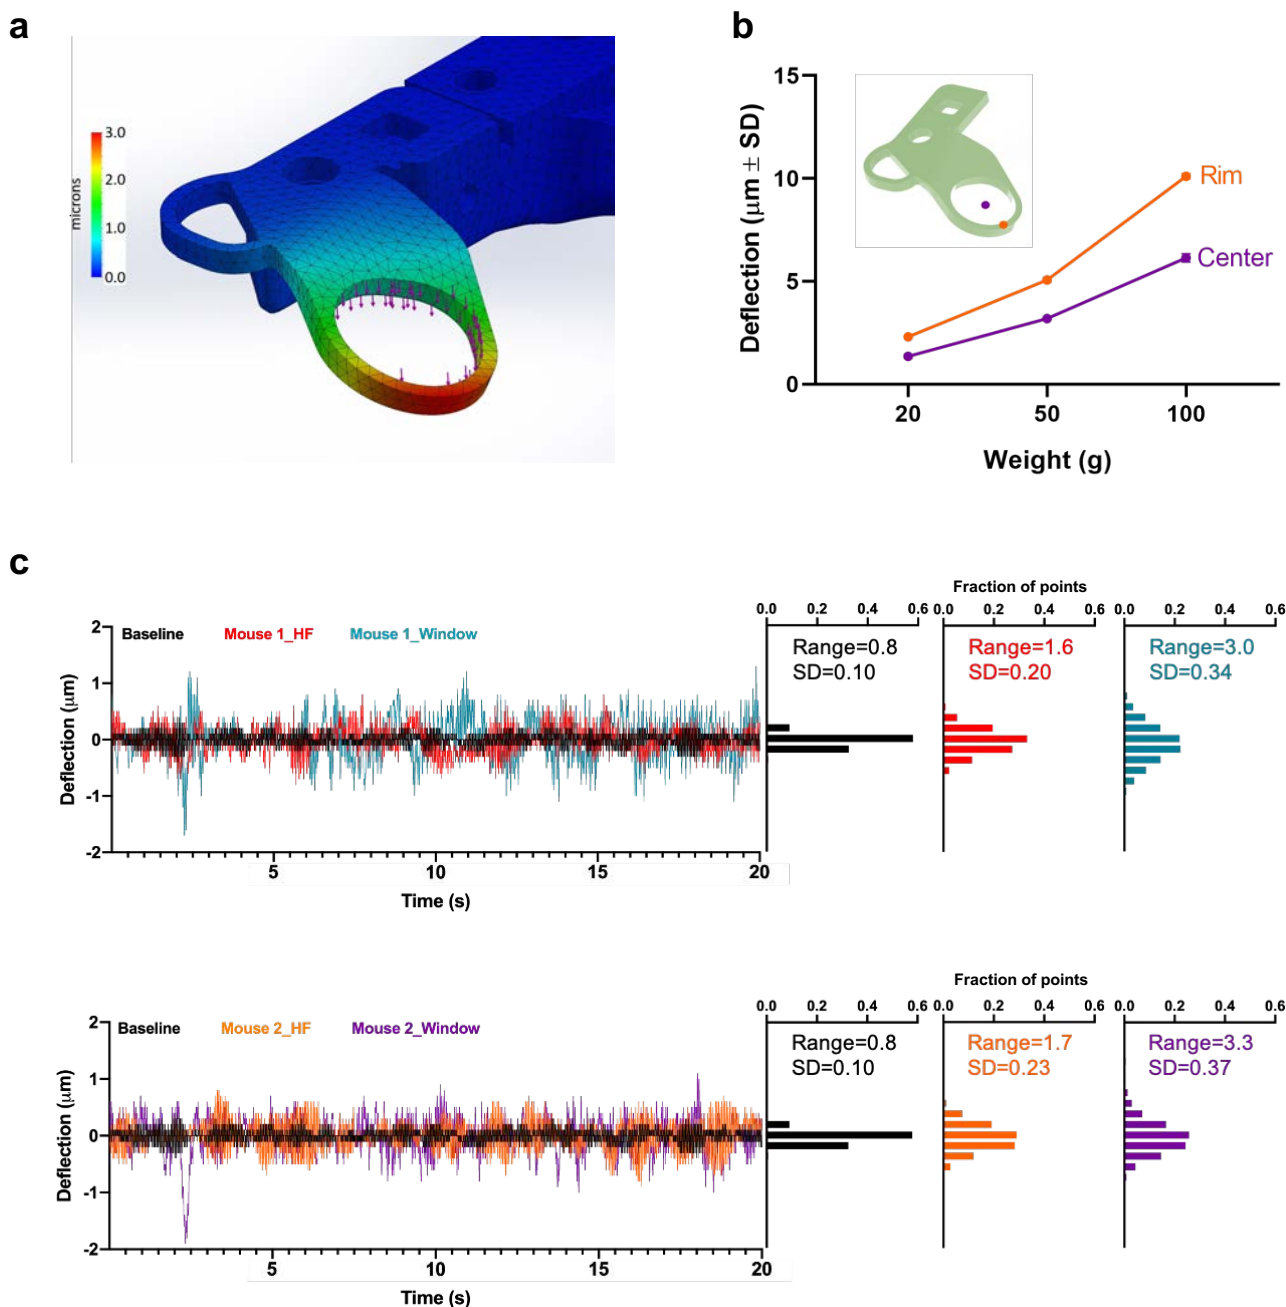 a
3.0
2.0
1.0
0.0
microns
b
15
10
5
0
Deflection (μm ± SD)
Rim
Center
20 50 100
Weight (g)
c
Fraction of points
0.0 0.2 0.4 0.6 0.0 0.2 0.4 0.6 0.0 0.2 0.4 0.6
Baseline Mouse 1_HF Mouse 1_Window
Range=0.8
SD=0.10
Range=1.6
SD=0.20
Range=3.0
SD=0.34
2
1
0
-1
-2
Deflection (μm)
5 10 15 20
Time (s)
Fraction of points
0.0 0.2 0.4 0.6 0.0 0.2 0.4 0.6 0.0 0.2 0.4 0.6
Baseline Mouse 2_HF Mouse 2_Window
Range=0.8
SD=0.10
Range=1.7
SD=0.23
Range=3.3
SD=0.37
2
1
0
-1
-2
Deflection (μm)
5 10 15 20
Time (s)